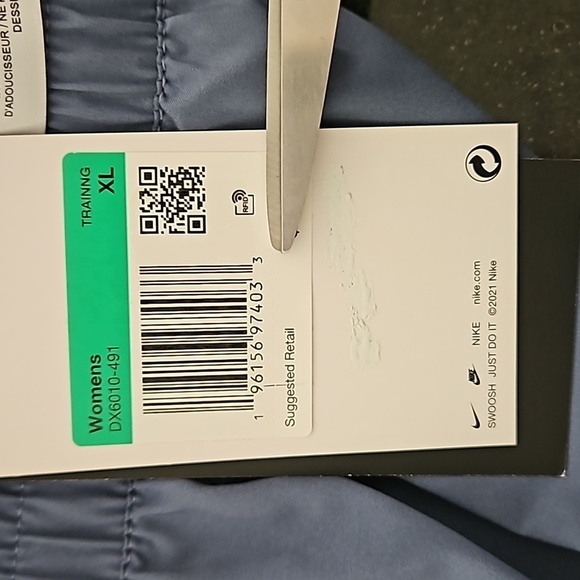 D'ADOUCISSEUR / NE
DESS
Womens TRAINNG
DX6010-491 XL
RFID
1 96156 97403 3
Suggested Retail
NIKE nike.com
SWOOSH JUST DO IT ©2021 Nike